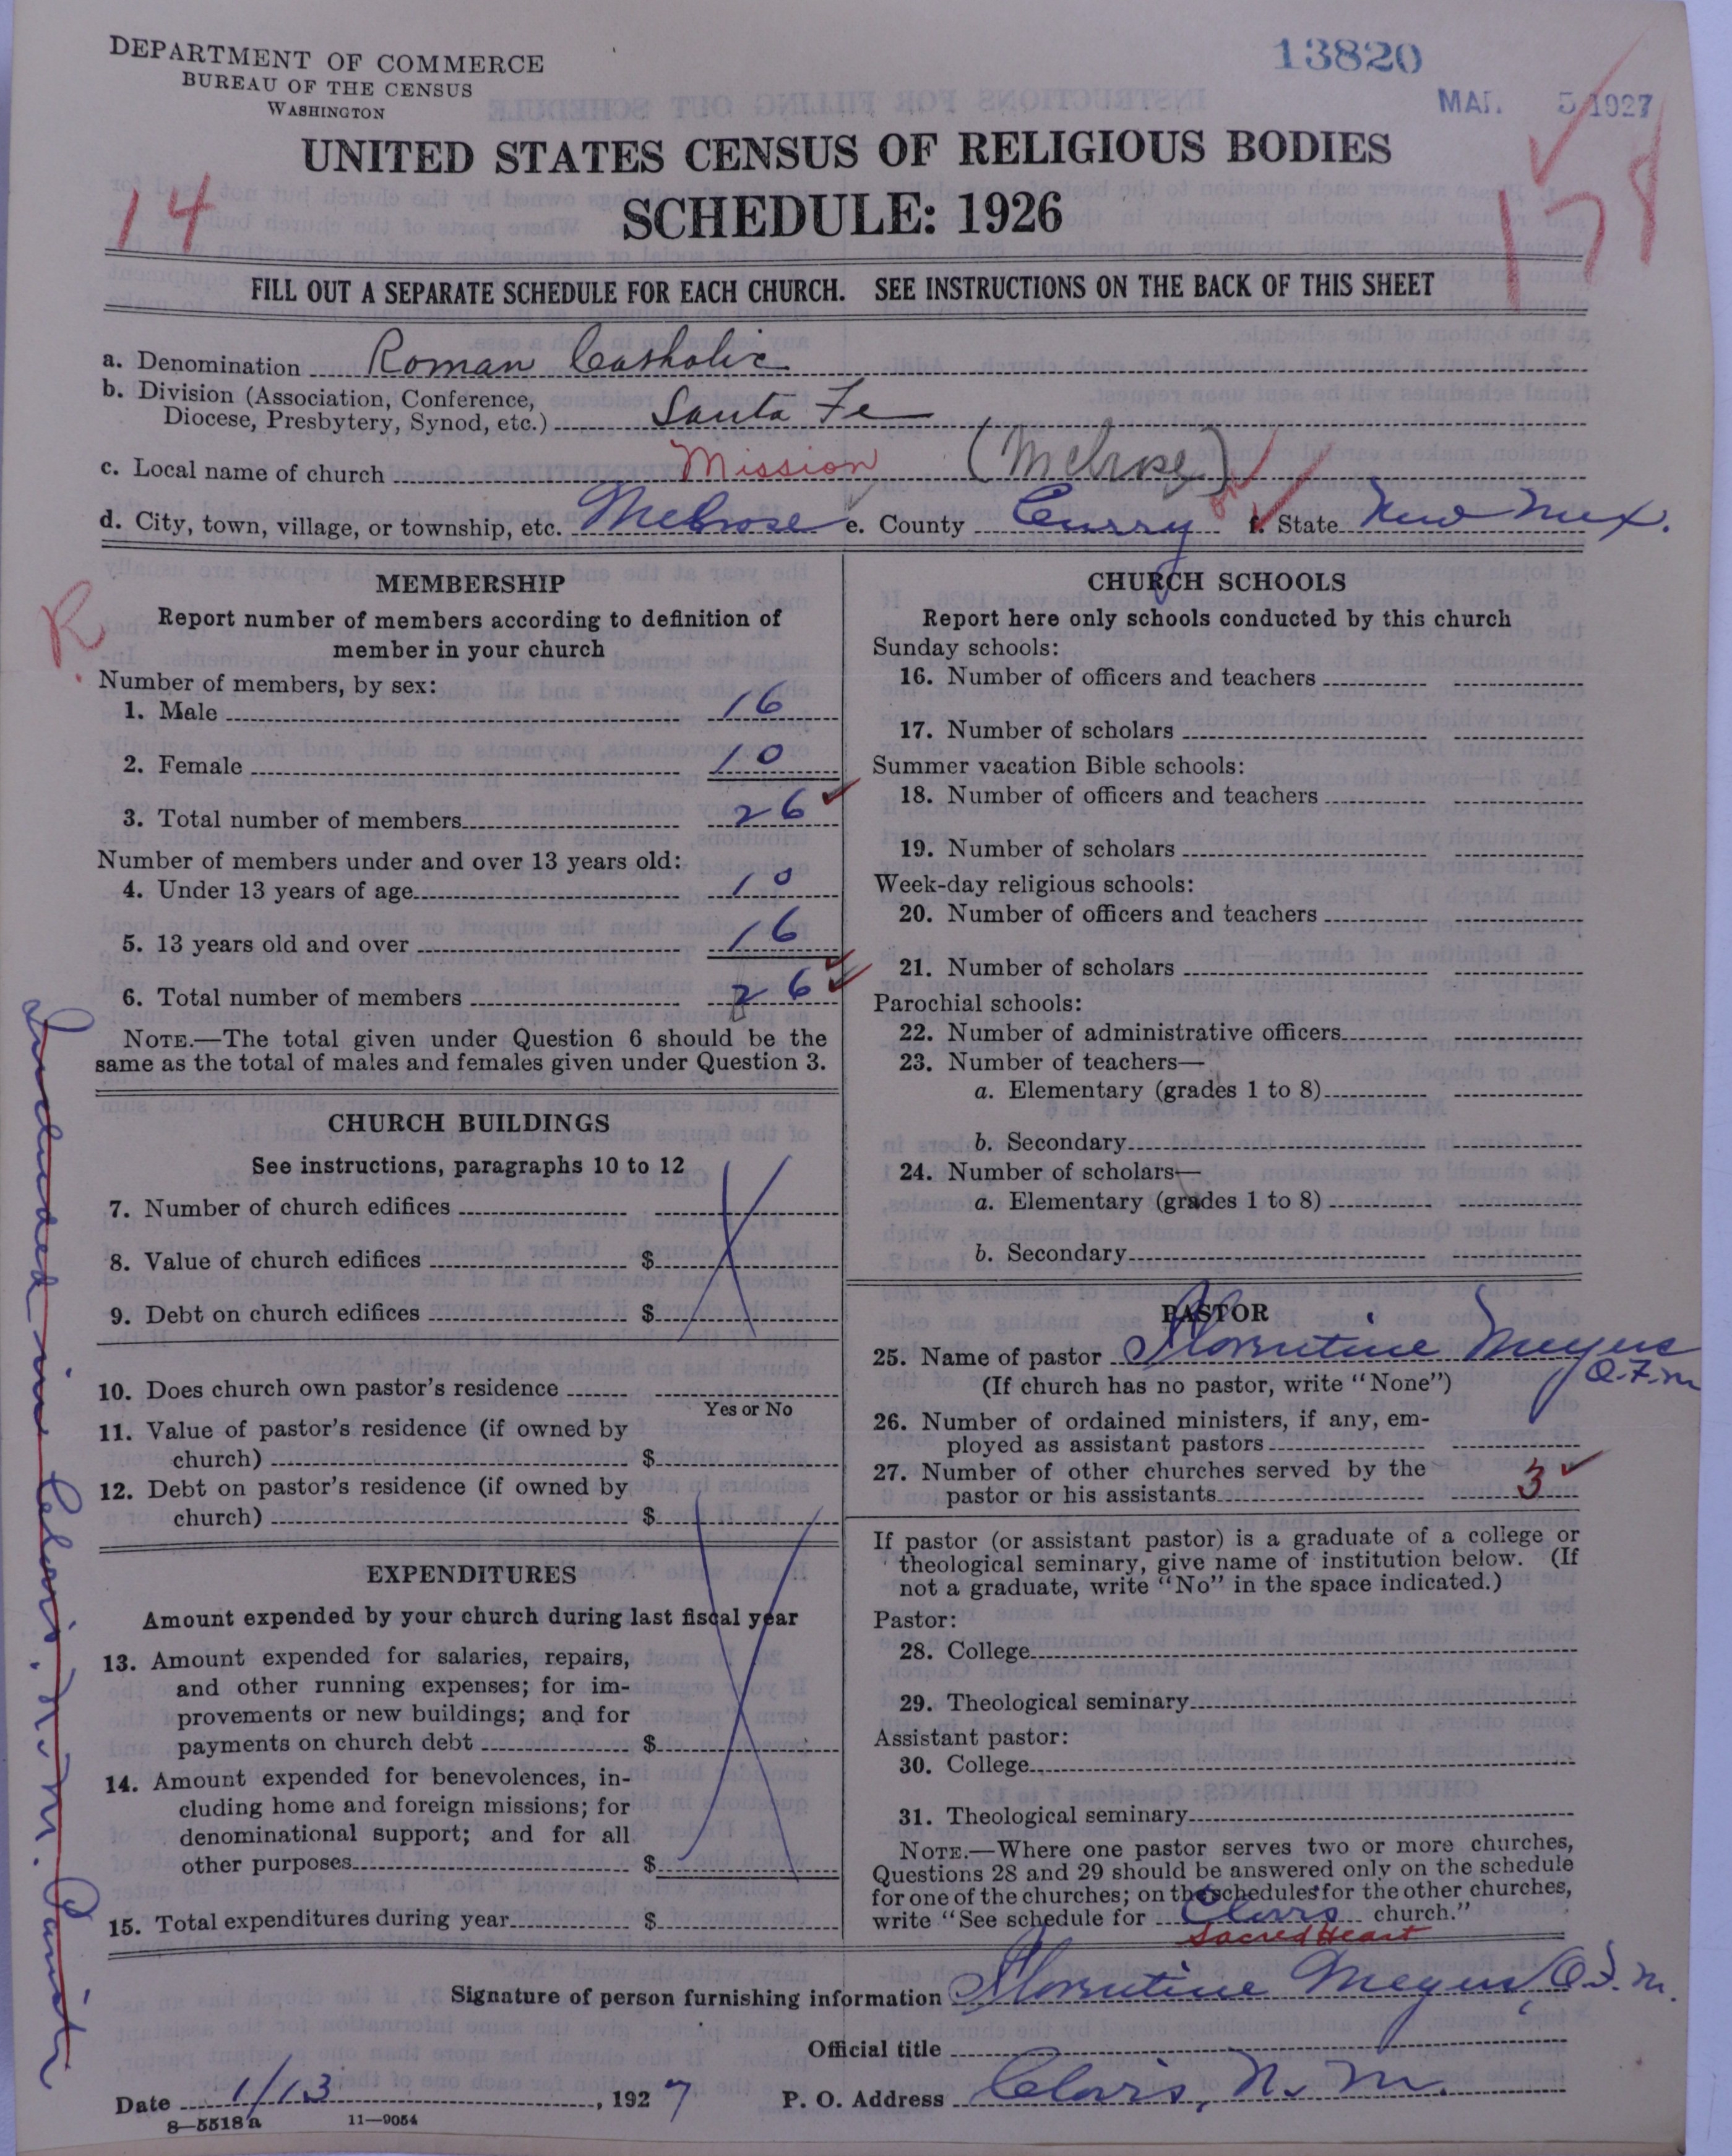 DEPARTMENT OF COMMERCE
BUREAU OF THE CENSUS
WASHINGTON
13820
MAR. 5 1927
UNITED STATES CENSUS OF RELIGIOUS BODIES
SCHEDULE: 1926
14
FILL OUT A SEPARATE SCHEDULE FOR EACH CHURCH. SEE INSTRUCTIONS ON THE BACK OF THIS SHEET
a. Denomination Roman Catholic
b. Division (Association, Conference,
Diocese, Presbytery, Synod, etc.) Santa Fe
c. Local name of church Mission (Melrose)
d. City, town, village, or township, etc. Melrose e. County Curry f. State New Mex.
R.
MEMBERSHIP
Report number of members according to definition of
member in your church
Number of members, by sex:
1. Male 16
2. Female 10
3. Total number of members 26
Number of members under and over 13 years old:
4. Under 13 years of age 10
5. 13 years old and over 16
6. Total number of members 26
NOTE.—The total given under Question 6 should be the
same as the total of males and females given under Question 3.
CHURCH BUILDINGS
See instructions, paragraphs 10 to 12
7. Number of church edifices
8. Value of church edifices $
9. Debt on church edifices $
10. Does church own pastor's residence
Yes or No
11. Value of pastor's residence (if owned by
church) $
12. Debt on pastor's residence (if owned by
church) $
EXPENDITURES
Amount expended by your church during last fiscal year
13. Amount expended for salaries, repairs,
and other running expenses; for im-
provements or new buildings; and for
payments on church debt $
14. Amount expended for benevolences, in-
cluding home and foreign missions; for
denominational support; and for all
other purposes $
15. Total expenditures during year $
Included in Clovis, N. M. Parish
CHURCH SCHOOLS
Report here only schools conducted by this church
Sunday schools:
16. Number of officers and teachers
17. Number of scholars
Summer vacation Bible schools:
18. Number of officers and teachers
19. Number of scholars
Week-day religious schools:
20. Number of officers and teachers
21. Number of scholars
Parochial schools:
22. Number of administrative officers
23. Number of teachers—
a. Elementary (grades 1 to 8)
b. Secondary
24. Number of scholars—
a. Elementary (grades 1 to 8)
b. Secondary
PASTOR
25. Name of pastor Florentine Meyers
O.F.M
(If church has no pastor, write "None")
26. Number of ordained ministers, if any, em-
ployed as assistant pastors
27. Number of other churches served by the
pastor or his assistants 3
If pastor (or assistant pastor) is a graduate of a college or
theological seminary, give name of institution below. (If
not a graduate, write "No" in the space indicated.)
Pastor:
28. College
29. Theological seminary
Assistant pastor:
30. College
31. Theological seminary
NOTE.—Where one pastor serves two or more churches,
Questions 28 and 29 should be answered only on the schedule
for one of the churches; on the schedules for the other churches,
write "See schedule for Clovis church."
Sacred Heart
Signature of person furnishing information Florentine Meyers, O.F.M.
Official title
Date 1/13, 1927 P. O. Address Clovis, N. M.
8—5518 a 11—9054